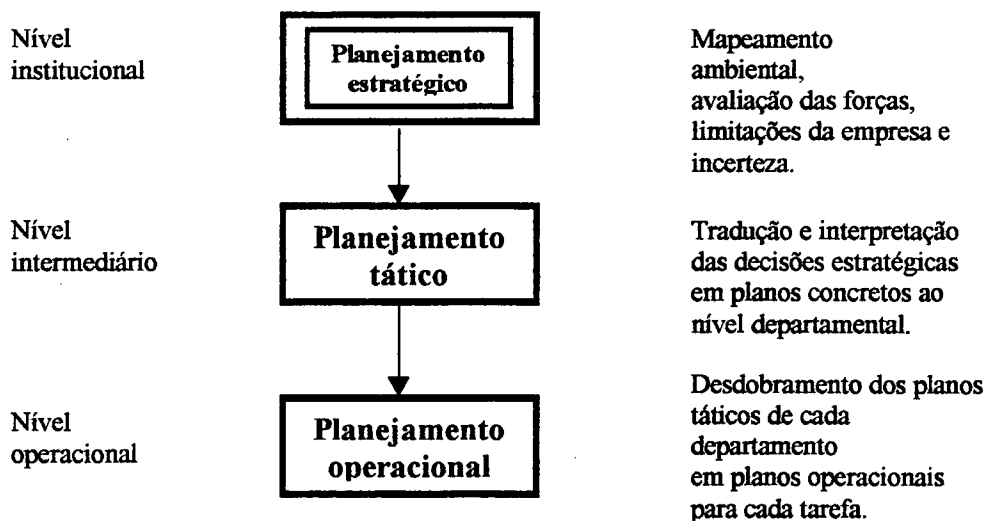 Nível
institucional
Planejamento
estratégico
Mapeamento
ambiental,
avaliação das forças,
limitações da empresa e
incerteza.
Nível
intermediário
Planejamento
tático
Tradução e interpretação
das decisões estratégicas
em planos concretos ao
nível departamental.
Nível
operacional
Planejamento
operacional
Desdobramento dos planos
táticos de cada
departamento
em planos operacionais
para cada tarefa.